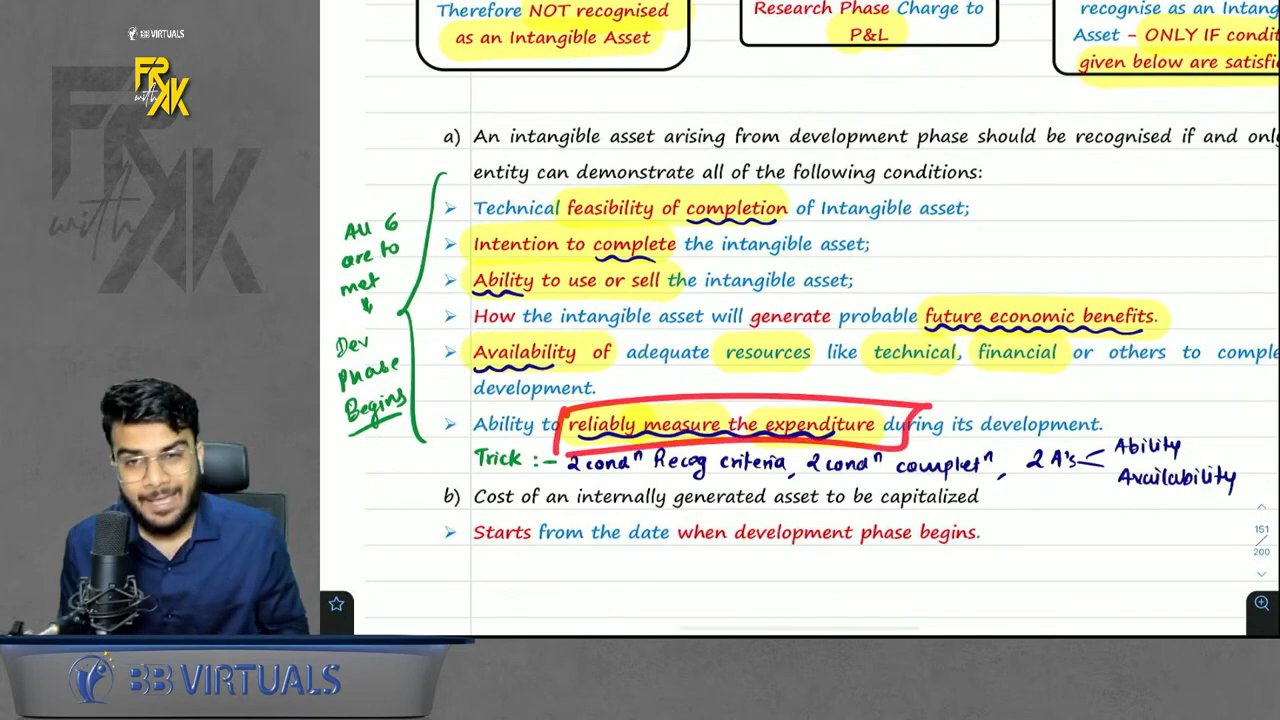 BB VIRTUALS
FR with AK
FR
with AK
Therefore NOT recognised
as an Intangible Asset
Research Phase Charge to
P&L
recognise as an Intang
Asset - ONLY IF condit
given below are satisfie
a) An intangible asset arising from development phase should be recognised if and only
entity can demonstrate all of the following conditions:
➤ Technical feasibility of completion of Intangible asset;
➤ Intention to complete the intangible asset;
➤ Ability to use or sell the intangible asset;
➤ How the intangible asset will generate probable future economic benefits.
➤ Availability of adequate resources like technical, financial or others to comple
development.
➤ Ability to reliably measure the expenditure during its development.
All 6
are to
met
↓
Dev
Phase
Begins
Trick :- 2 condⁿ Recog criteria, 2 condⁿ completⁿ, 2 A's < Ability
Availability
b) Cost of an internally generated asset to be capitalized
➤ Starts from the date when development phase begins.
151
200
BB VIRTUALS